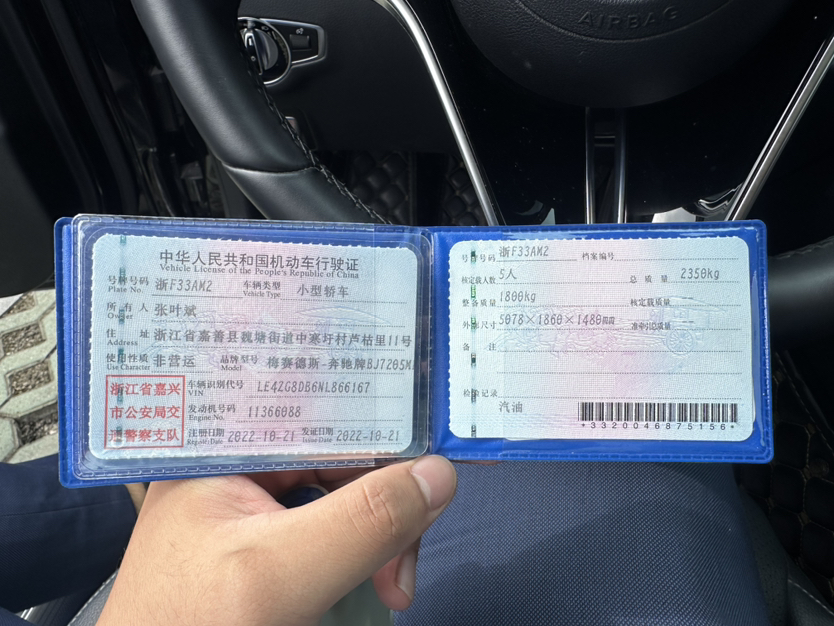 AIRBAG
中华人民共和国机动车行驶证
Vehicle License of the People's Republic of China
号牌号码 浙F33AM2 车辆类型 小型轿车
Plate No. Vehicle Type
所有人 张叶斌
Owner
住址 浙江省嘉善县魏塘街道中寒圩村芦枯里11号
Address
使用性质 非营运 品牌型号 梅赛德斯-奔驰牌BJ7205M
Use Character Model
浙江省嘉兴
市公安局交
通警察支队
车辆识别代号 LE4ZG8DB6NL866167
VIN
发动机号码 11366088
Engine No.
注册日期 2022-10-21 发证日期 2022-10-21
Register Date Issue Date
号牌号码 浙F33AM2 档案编号
核定载人数 5人 总质量 2350kg
整备质量 1800kg 核定载质量
外廓尺寸 5078×1860×1480 准牵引总质量
备注
检验记录
汽油
*3320046875156*